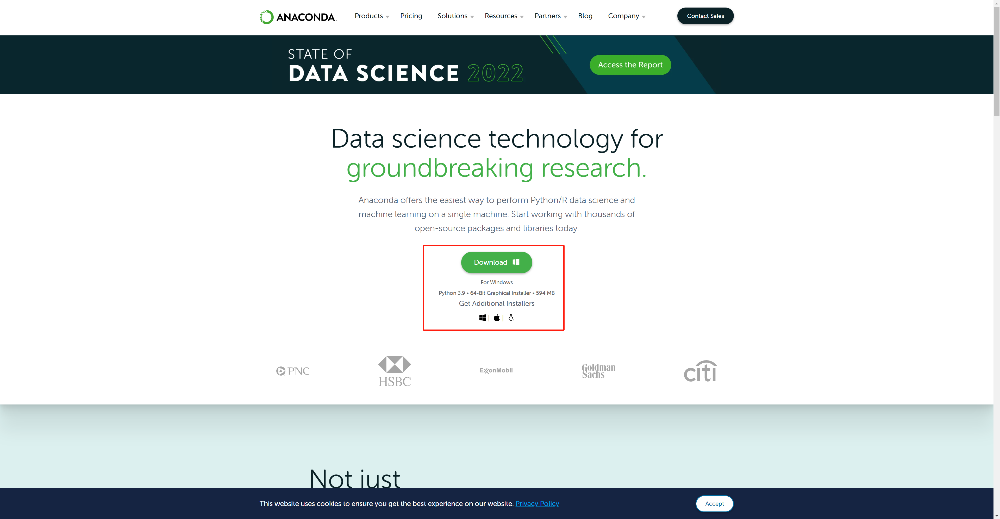 ANACONDA.
Products Pricing Solutions Resources Partners Blog Company Contact Sales
STATE OF
DATA SCIENCE 2022
Access the Report
Data science technology for
groundbreaking research.
Anaconda offers the easiest way to perform Python/R data science and
machine learning on a single machine. Start working with thousands of
open-source packages and libraries today.
Download
For Windows
Python 3.9 • 64-Bit Graphical Installer • 594 MB
Get Additional Installers
| |
PNC
HSBC
ExxonMobil
Goldman
Sachs
citi
Not just
This website uses cookies to ensure you get the best experience on our website. Privacy Policy
Accept